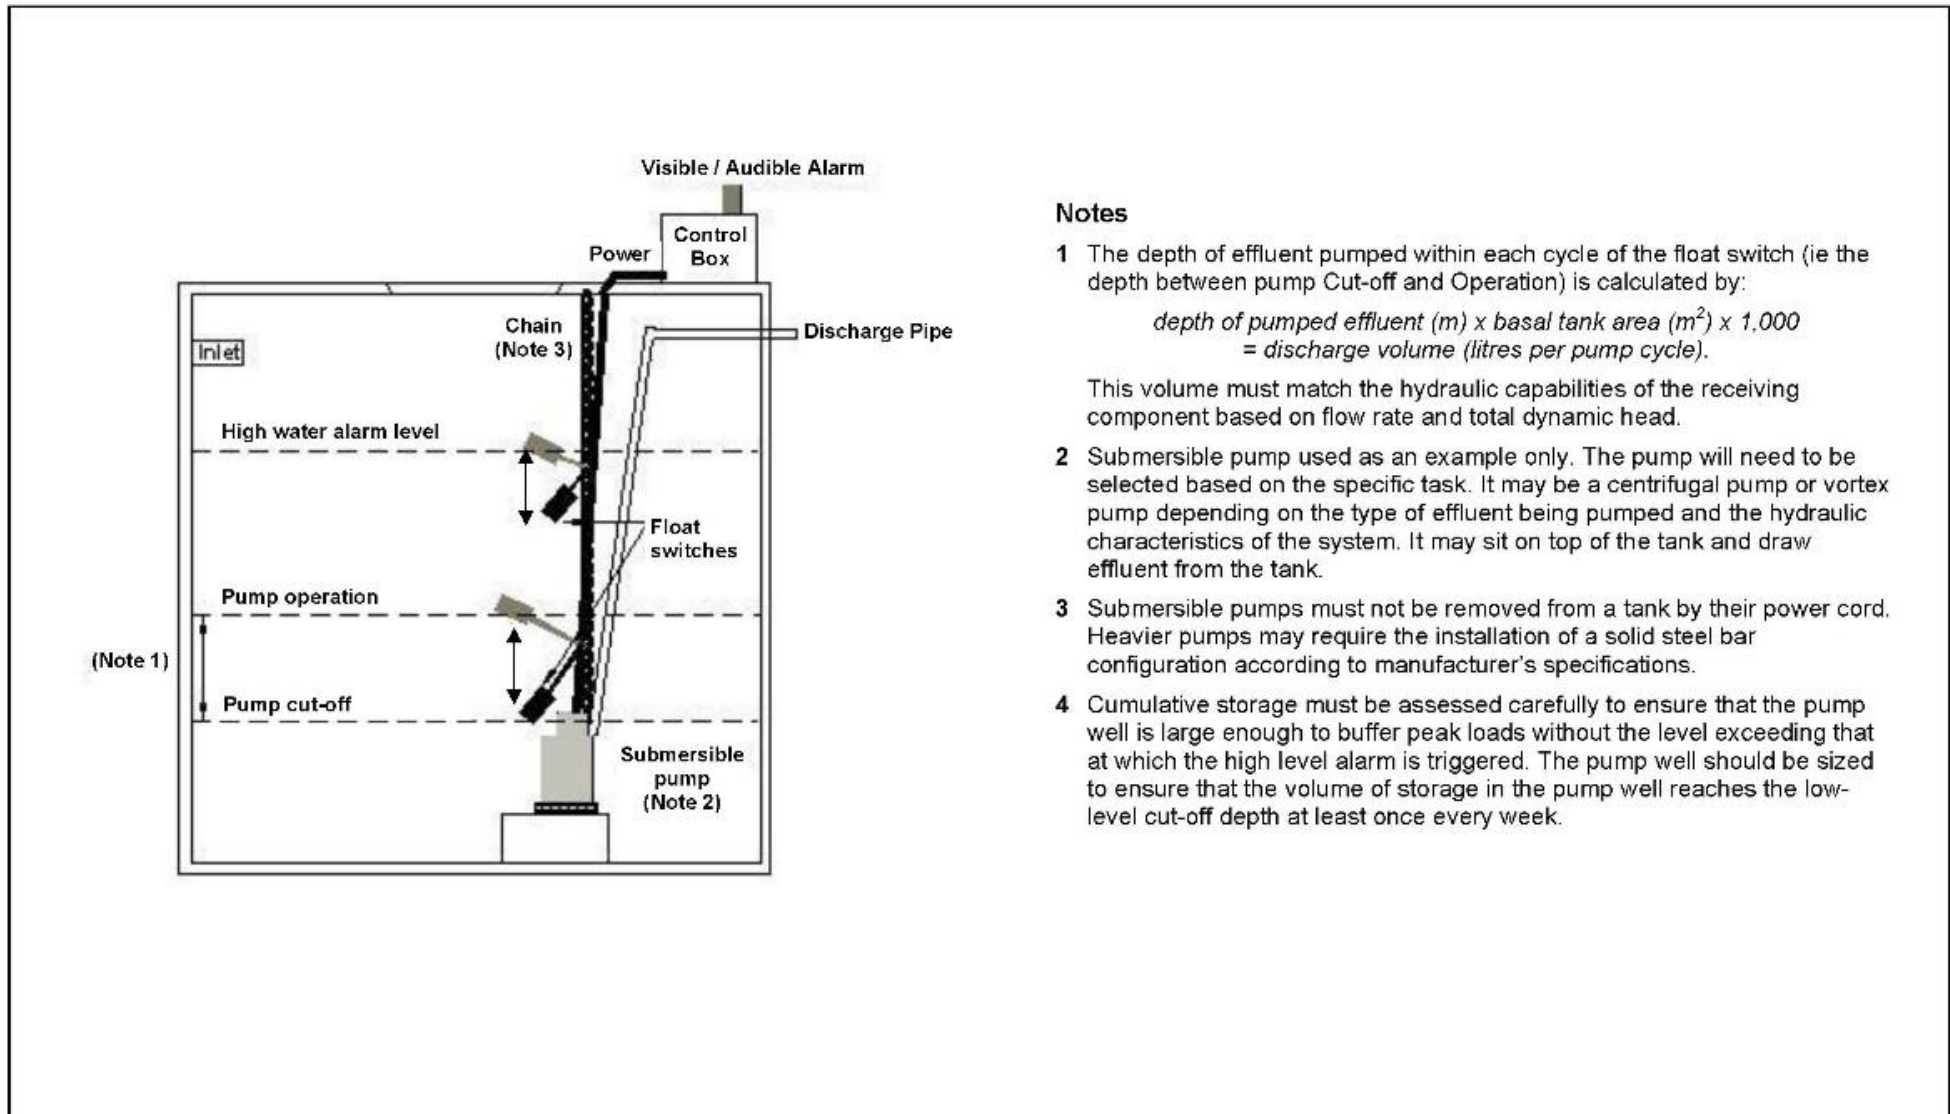 Visible / Audible Alarm
Control
Box
Power
Chain
(Note 3)
Discharge Pipe
Inlet
High water alarm level
Float
switches
Pump operation
(Note 1)
Pump cut-off
Submersible
pump
(Note 2)
Notes
1 The depth of effluent pumped within each cycle of the float switch (ie the
depth between pump Cut-off and Operation) is calculated by:
depth of pumped effluent (m) x basal tank area (m²) x 1,000
= discharge volume (litres per pump cycle).
This volume must match the hydraulic capabilities of the receiving
component based on flow rate and total dynamic head.
2 Submersible pump used as an example only. The pump will need to be
selected based on the specific task. It may be a centrifugal pump or vortex
pump depending on the type of effluent being pumped and the hydraulic
characteristics of the system. It may sit on top of the tank and draw
effluent from the tank.
3 Submersible pumps must not be removed from a tank by their power cord.
Heavier pumps may require the installation of a solid steel bar
configuration according to manufacturer's specifications.
4 Cumulative storage must be assessed carefully to ensure that the pump
well is large enough to buffer peak loads without the level exceeding that
at which the high level alarm is triggered. The pump well should be sized
to ensure that the volume of storage in the pump well reaches the low-
level cut-off depth at least once every week.